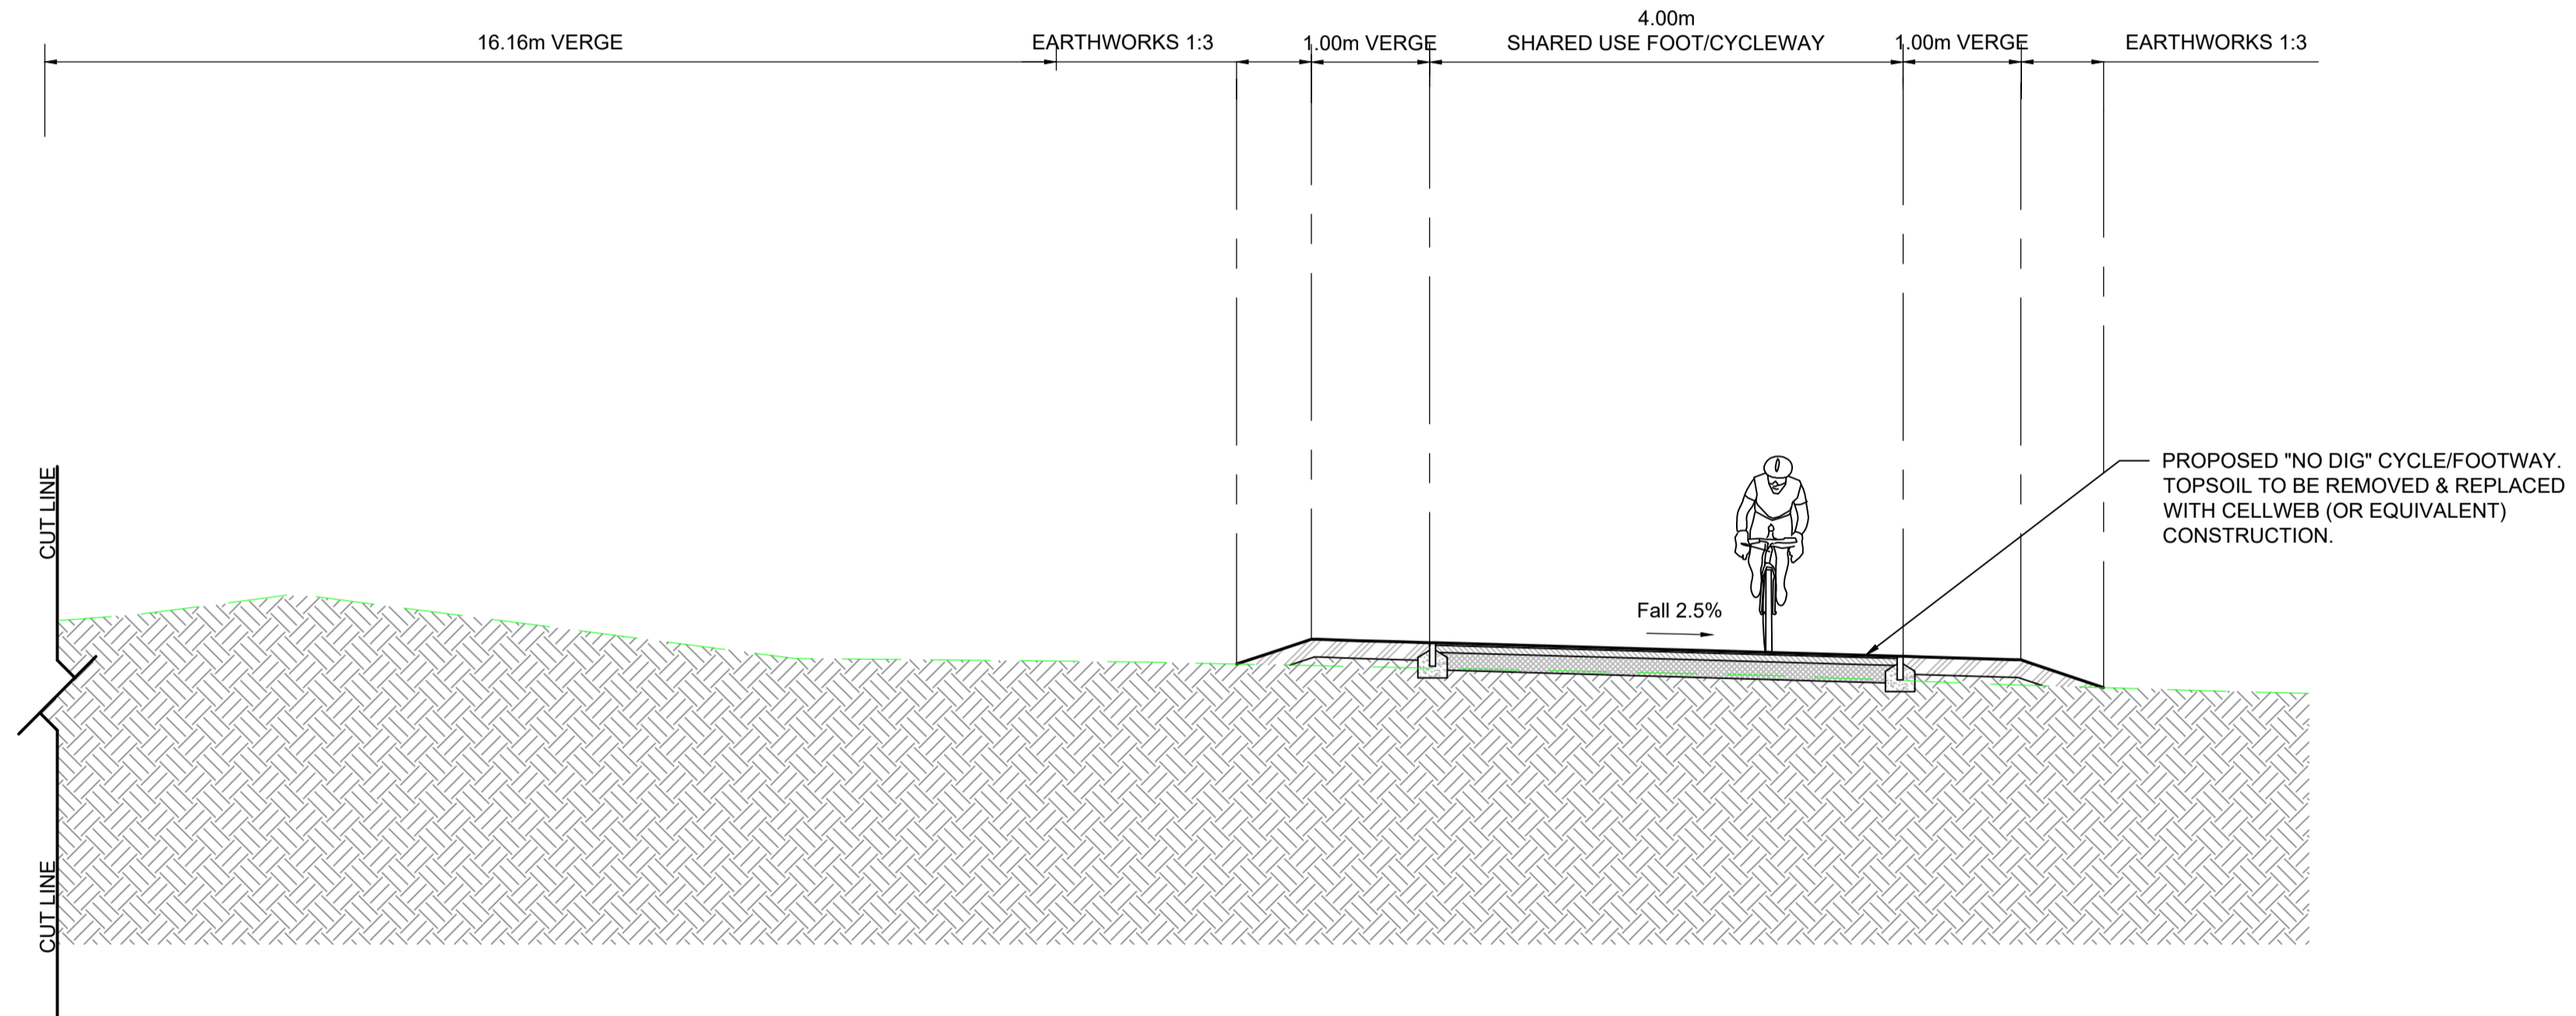 4.00m
16.16m VERGE
EARTHWORKS 1:3
1.00m VERGE
SHARED USE FOOT/CYCLEWAY
1.00m VERGE
EARTHWORKS 1:3
CUT LINE
PROPOSED "NO DIG" CYCLE/FOOTWAY.
TOPSOIL TO BE REMOVED & REPLACED
WITH CELLWEB (OR EQUIVALENT)
CONSTRUCTION.
Fall 2.5%
CUT LINE